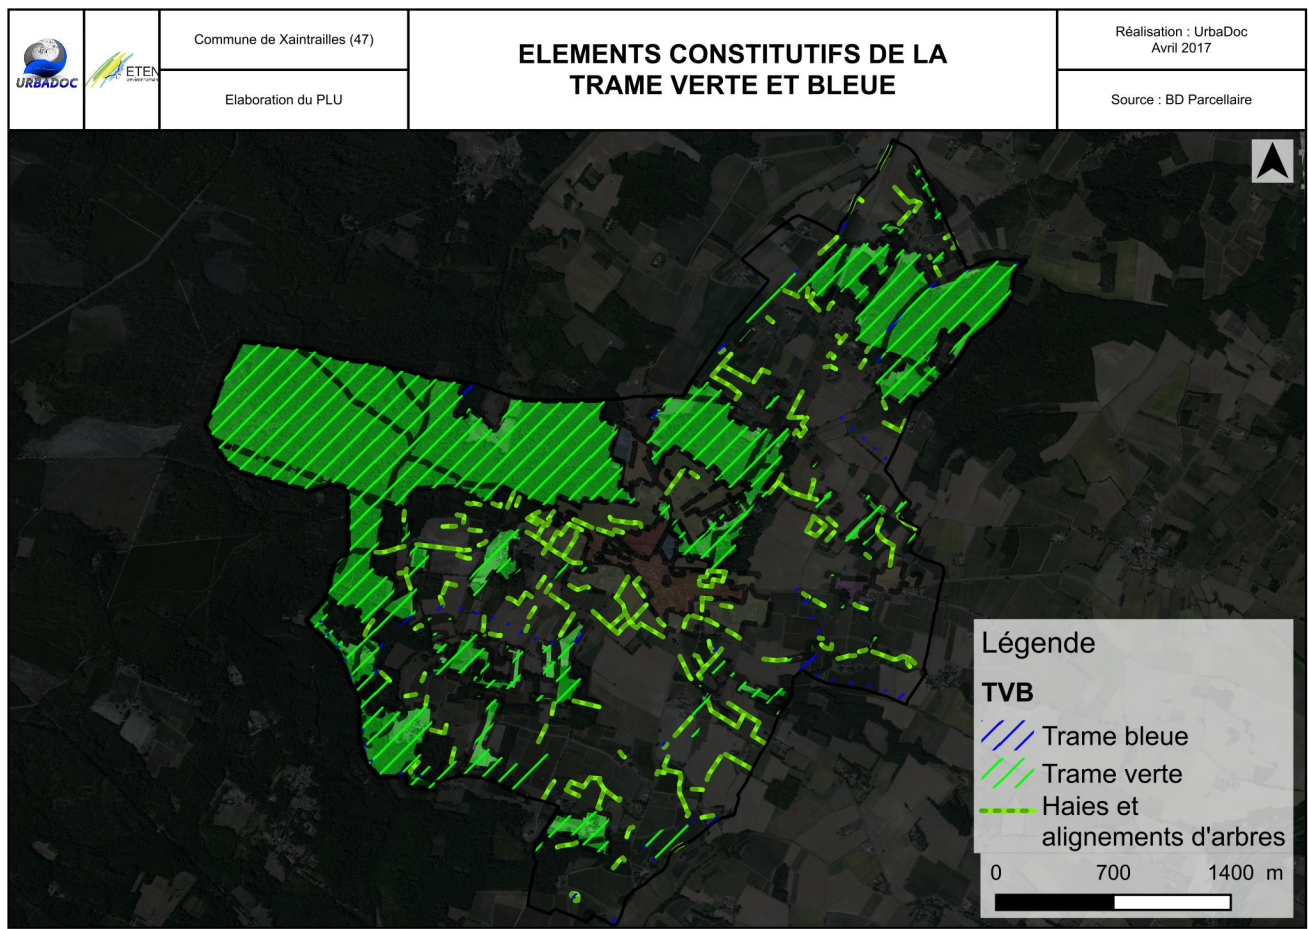 URBADOC
ETEN
environnement
Commune de Xaintrailles (47)
Elaboration du PLU
ELEMENTS CONSTITUTIFS DE LA
TRAME VERTE ET BLEUE
Réalisation : UrbaDoc
Avril 2017
Source : BD Parcellaire
Légende
TVB
Trame bleue
Trame verte
Haies et
alignements d'arbres
0 700 1400 m